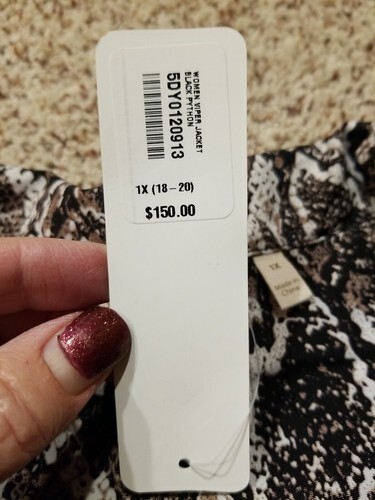 WOMEN VIPER JACKET
BLACK PYTHON
5DY0120913
1X (18 – 20)
$150.00
1X
Made In
China